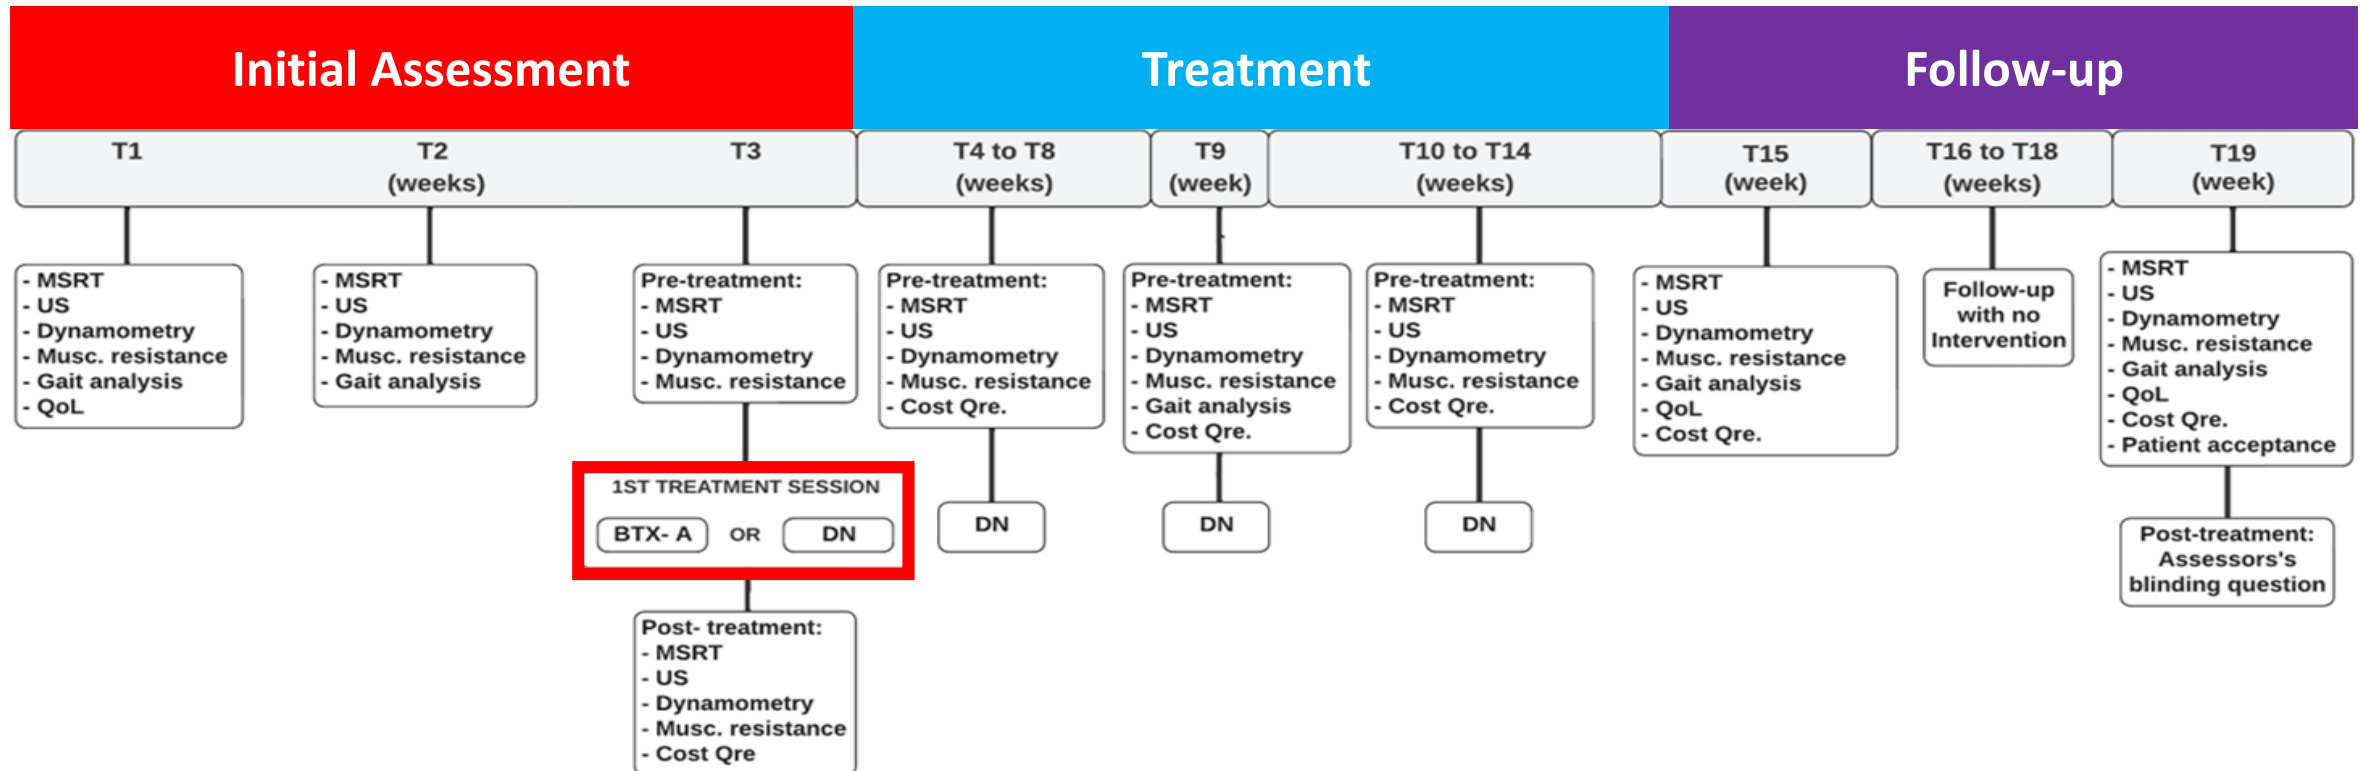 Initial Assessment
Treatment
Follow-up
T1
T2
(weeks)
T3
T4 to T8
(weeks)
T9
(week)
T10 to T14
(weeks)
T15
(week)
T16 to T18
(weeks)
T19
(week)
- MSRT
- US
- Dynamometry
- Musc. resistance
- Gait analysis
- QoL
- MSRT
- US
- Dynamometry
- Musc. resistance
- Gait analysis
Pre-treatment:
- MSRT
- US
- Dynamometry
- Musc. resistance
1ST TREATMENT SESSION
BTX- A OR DN
Post- treatment:
- MSRT
- US
- Dynamometry
- Musc. resistance
- Cost Qre
Pre-treatment:
- MSRT
- US
- Dynamometry
- Musc. resistance
- Cost Qre.
DN
Pre-treatment:
- MSRT
- US
- Dynamometry
- Musc. resistance
- Gait analysis
- Cost Qre.
DN
Pre-treatment:
- MSRT
- US
- Dynamometry
- Musc. resistance
- Cost Qre.
DN
- MSRT
- US
- Dynamometry
- Musc. resistance
- Gait analysis
- QoL
- Cost Qre.
Follow-up
with no
Intervention
- MSRT
- US
- Dynamometry
- Musc. resistance
- Gait analysis
- QoL
- Cost Qre.
- Patient acceptance
Post-treatment:
Assessors's
blinding question